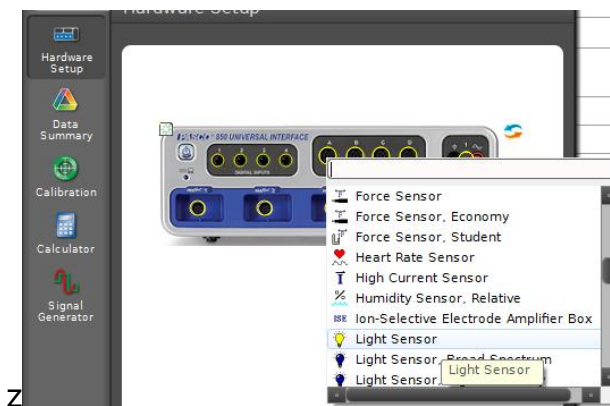 Hardware Setup
Hardware
Setup
Data
Summary
Calibration
Calculator
Signal
Generator
850 UNIVERSAL INTERFACE
1 2 3 4
DIGITAL INPUTS
A B C D
Force Sensor
Force Sensor, Economy
Force Sensor, Student
Heart Rate Sensor
High Current Sensor
Humidity Sensor, Relative
ISE Ion-Selective Electrode Amplifier Box
Light Sensor
Light Sensor, Broad Spectrum
Light Sensor
Light Sensor,
z